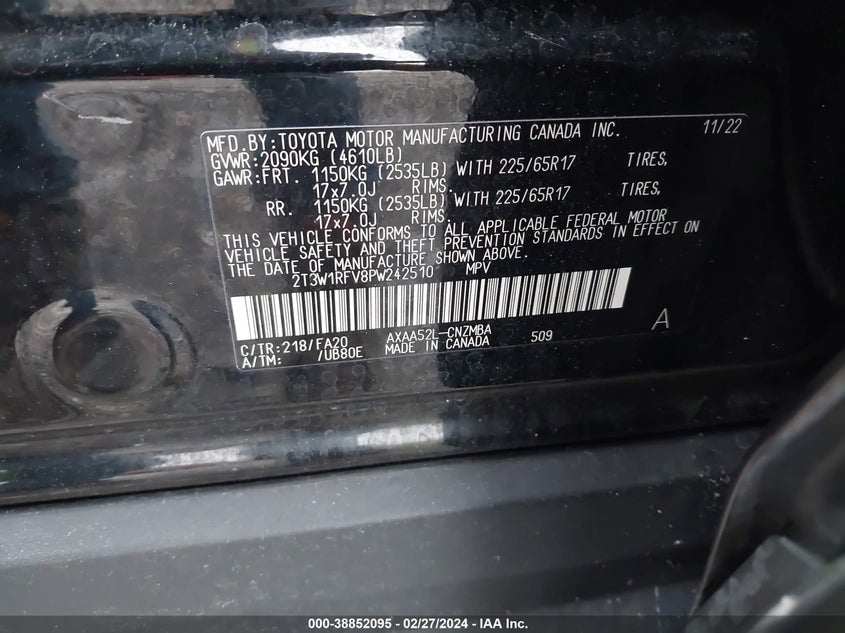 MFD.BY:TOYOTA MOTOR MANUFACTURING CANADA INC. 11/22
GVWR:2090KG (4610LB)
GAWR:FRT. 1150KG (2535LB) WITH 225/65R17 TIRES,
17x7.0J RIMS.
RR. 1150KG (2535LB) WITH 225/65R17 TIRES,
17x7.0J RIMS.
THIS VEHICLE CONFORMS TO ALL APPLICABLE FEDERAL MOTOR
VEHICLE SAFETY AND THEFT PREVENTION STANDARDS IN EFFECT ON
THE DATE OF MANUFACTURE SHOWN ABOVE.
2T3W1RFV8PW242510 MPV
C/TR:218/FA20 AXAA52L-CNZMBA 509 A
A/TM: /UB80E MADE IN CANADA
000-38852095 - 02/27/2024 - IAA Inc.